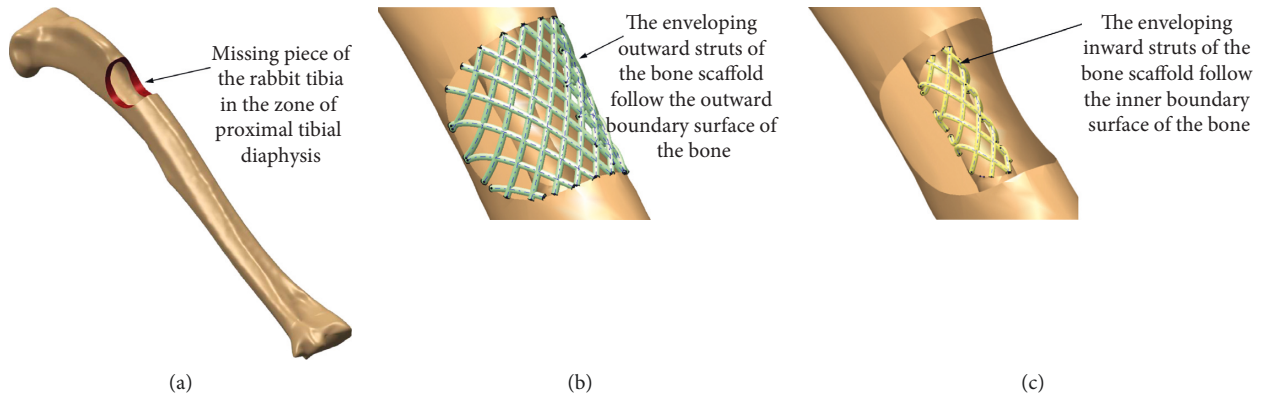 Missing piece of
the rabbit tibia
in the zone of
proximal tibial
diaphysis
(a)
The enveloping
outward struts of
the bone scaffold
follow the outward
boundary surface of
the bone
(b)
The enveloping
inward struts of the
bone scaffold follow
the inner boundary
surface of the bone
(c)